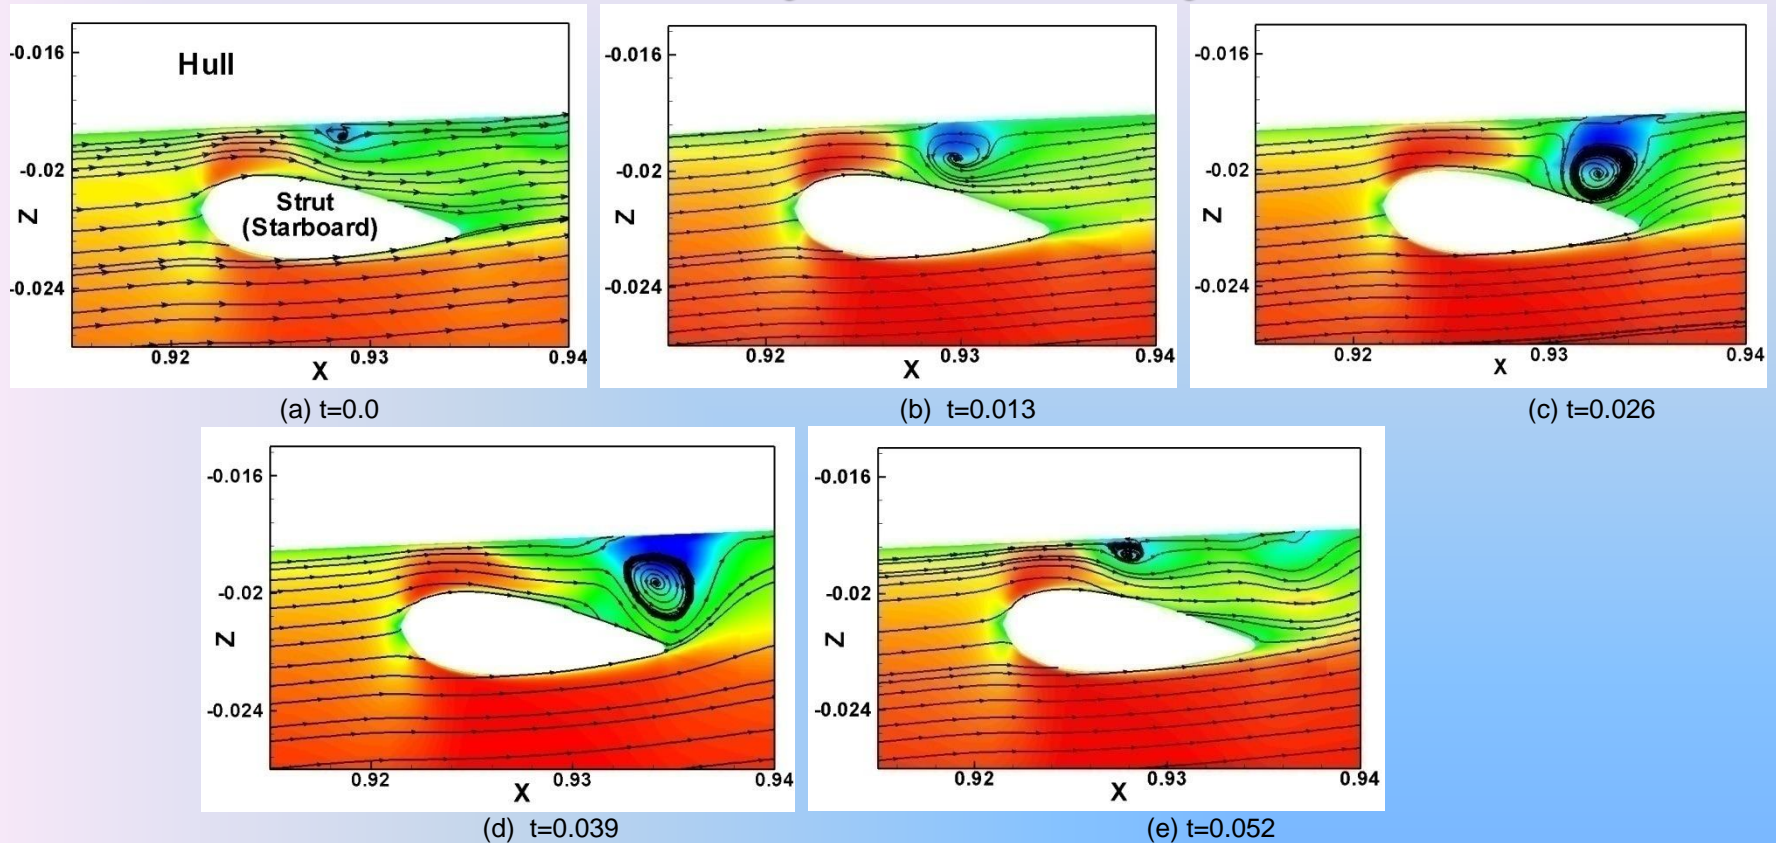 -0.016
Hull
-0.02
Strut
(Starboard)
Z
-0.024
0.92
0.93
0.94
X
(a) t=0.0
-0.016
-0.02
Z
-0.024
0.92
0.93
0.94
X
(b) t=0.013
-0.016
-0.02
Z
-0.024
0.92
0.93
0.94
X
(c) t=0.026
-0.016
-0.02
Z
-0.024
0.92
0.93
0.94
X
(d) t=0.039
-0.016
-0.02
Z
-0.024
0.92
0.93
0.94
X
(e) t=0.052